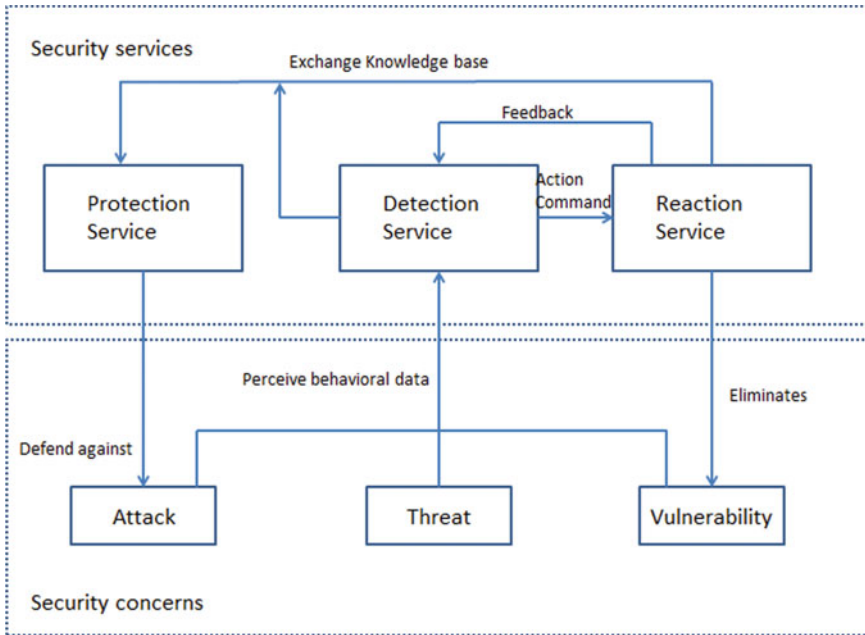 Security services
Exchange Knowledge base
Feedback
Protection
Service
Detection
Service
Action
Command
Reaction
Service
Perceive behavioral data
Eliminates
Defend against
Attack
Threat
Vulnerability
Security concerns